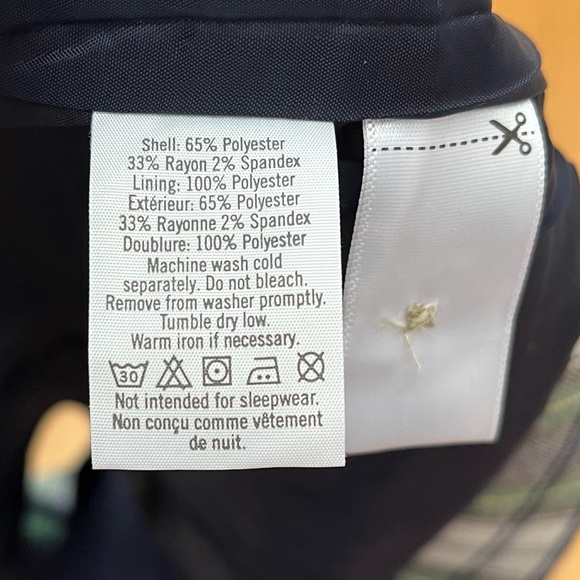 Shell: 65% Polyester
33% Rayon 2% Spandex
Lining: 100% Polyester
Extérieur: 65% Polyester
33% Rayonne 2% Spandex
Doublure: 100% Polyester
Machine wash cold
separately. Do not bleach.
Remove from washer promptly.
Tumble dry low.
Warm iron if necessary.
30
Not intended for sleepwear.
Non conçu comme vêtement
de nuit.